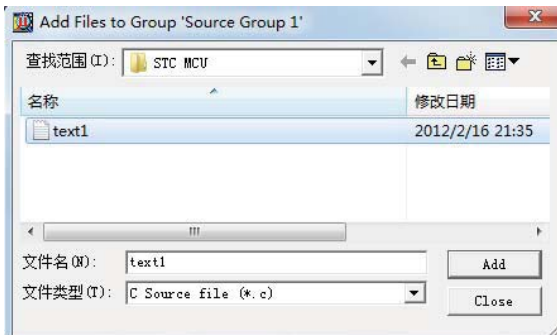 Add Files to Group 'Source Group 1'
查找范围(I): STC MCU
名称 修改日期
text1 2012/2/16 21:35
文件名(N): text1 Add
文件类型(T): C Source file (*.c) Close